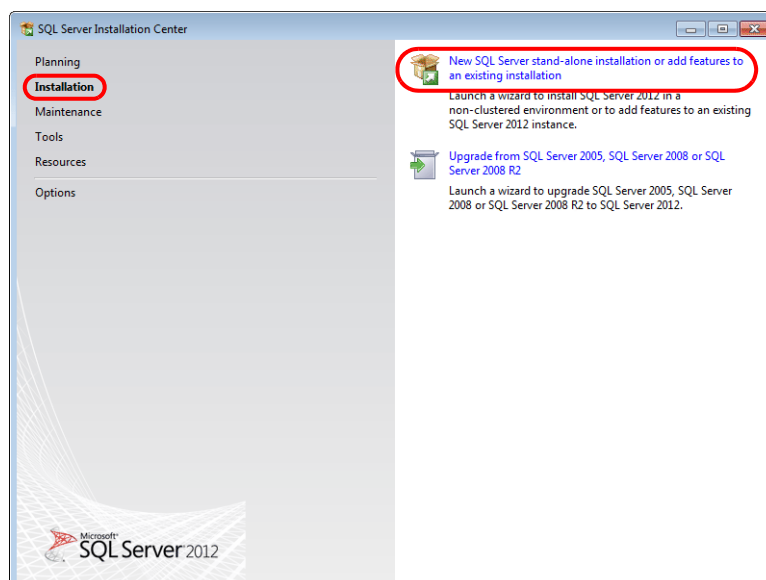 SQL Server Installation Center
Planning
Installation
Maintenance
Tools
Resources
Options
New SQL Server stand-alone installation or add features to
an existing installation
Launch a wizard to install SQL Server 2012 in a
non-clustered environment or to add features to an existing
SQL Server 2012 instance.
Upgrade from SQL Server 2005, SQL Server 2008 or SQL
Server 2008 R2
Launch a wizard to upgrade SQL Server 2005, SQL Server
2008 or SQL Server 2008 R2 to SQL Server 2012.
Microsoft®
SQL Server 2012